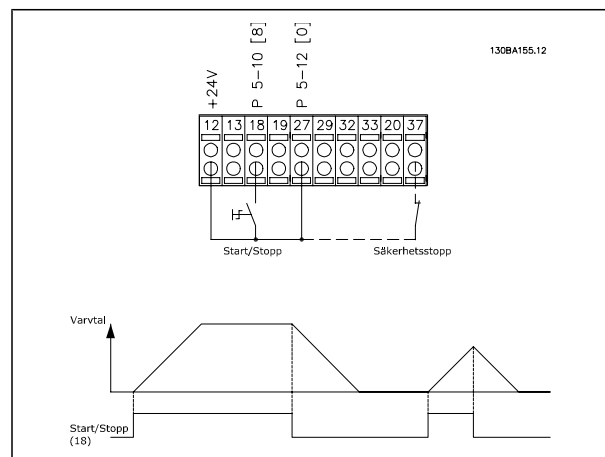 130BA155.12
+24V
P 5-10 [8]
P 5-12 [0]
12 13 18 19 27 29 32 33 20 37
Start/Stopp
Säkerhetsstopp
Varvtal
Start/Stopp
(18)